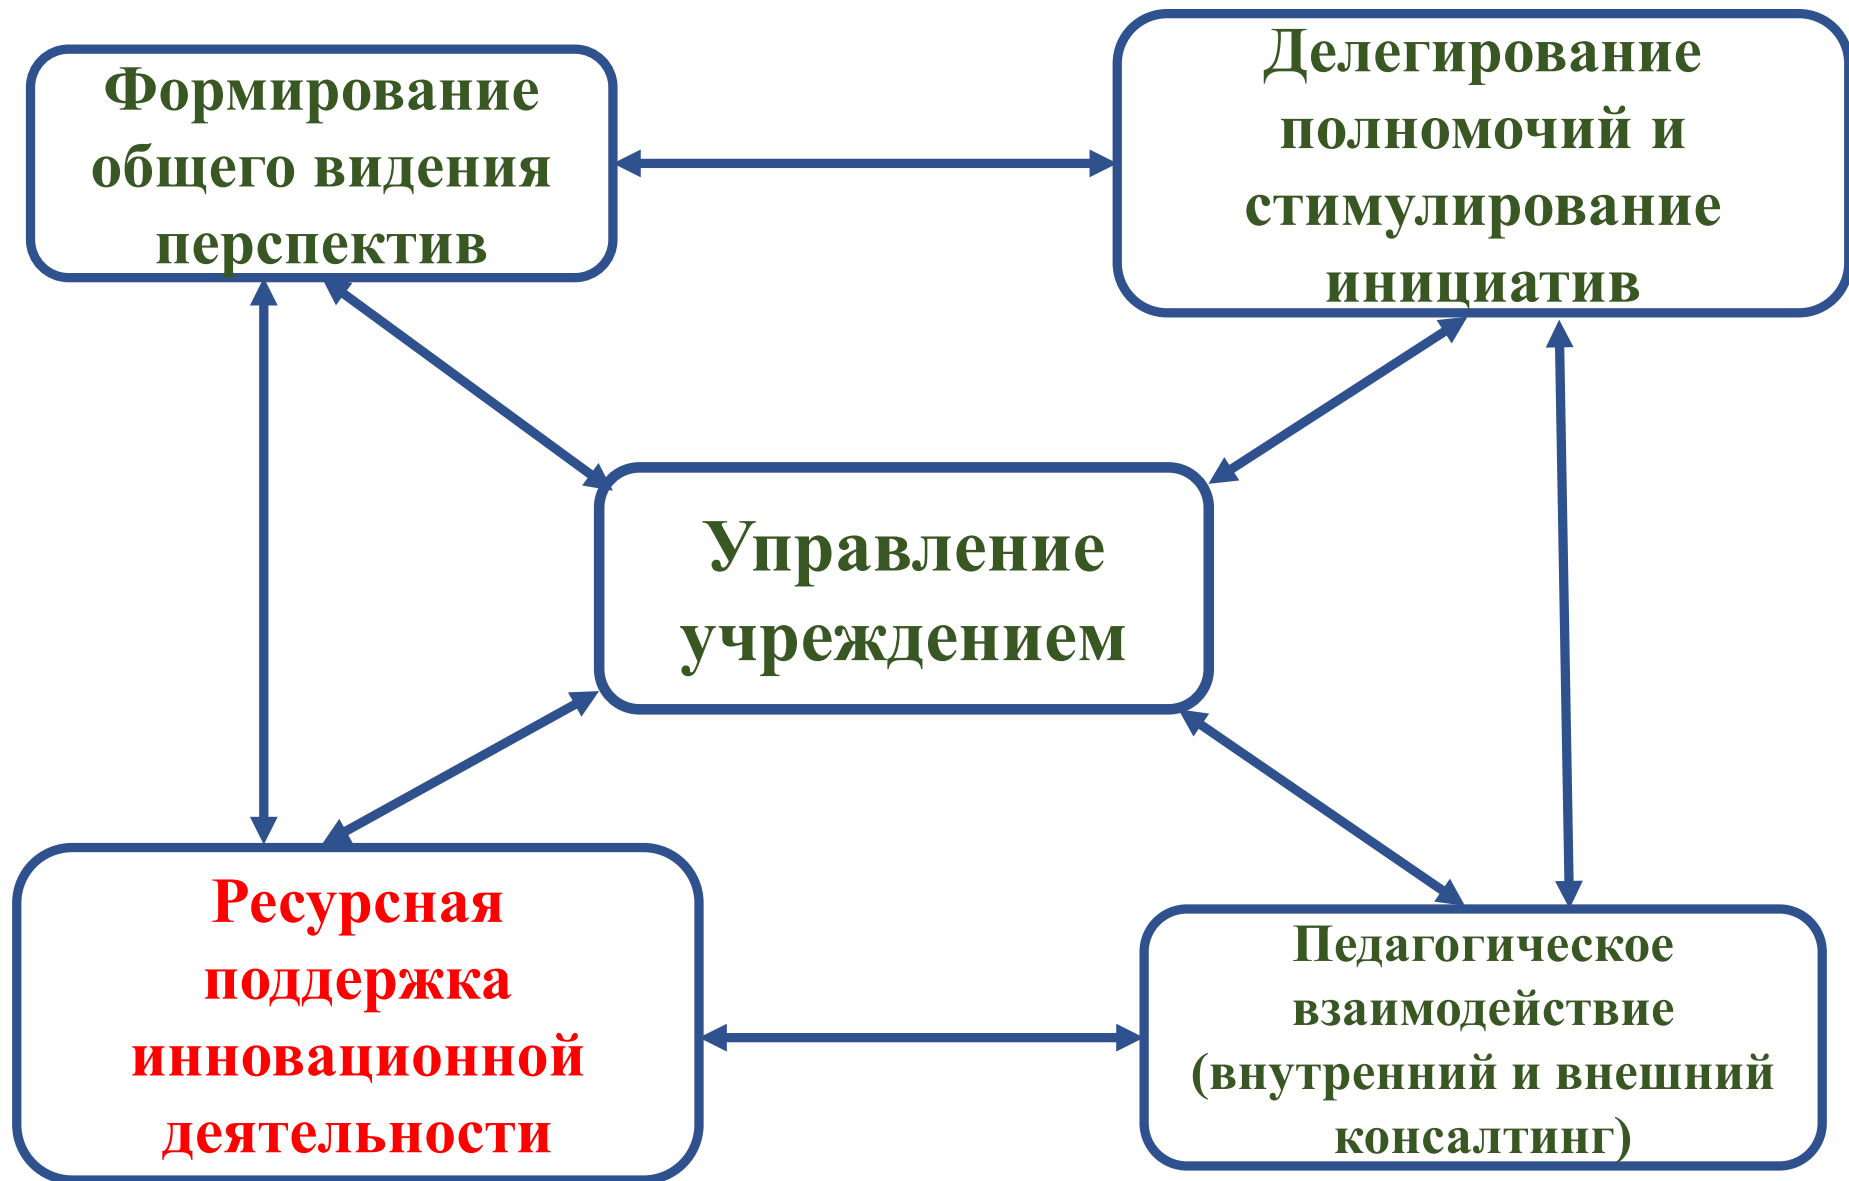 Формирование
общего видения
перспектив
Делегирование
полномочий и
стимулирование
инициатив
Управление
учреждением
Ресурсная
поддержка
инновационной
деятельности
Педагогическое
взаимодействие
(внутренний и внешний
консалтинг)